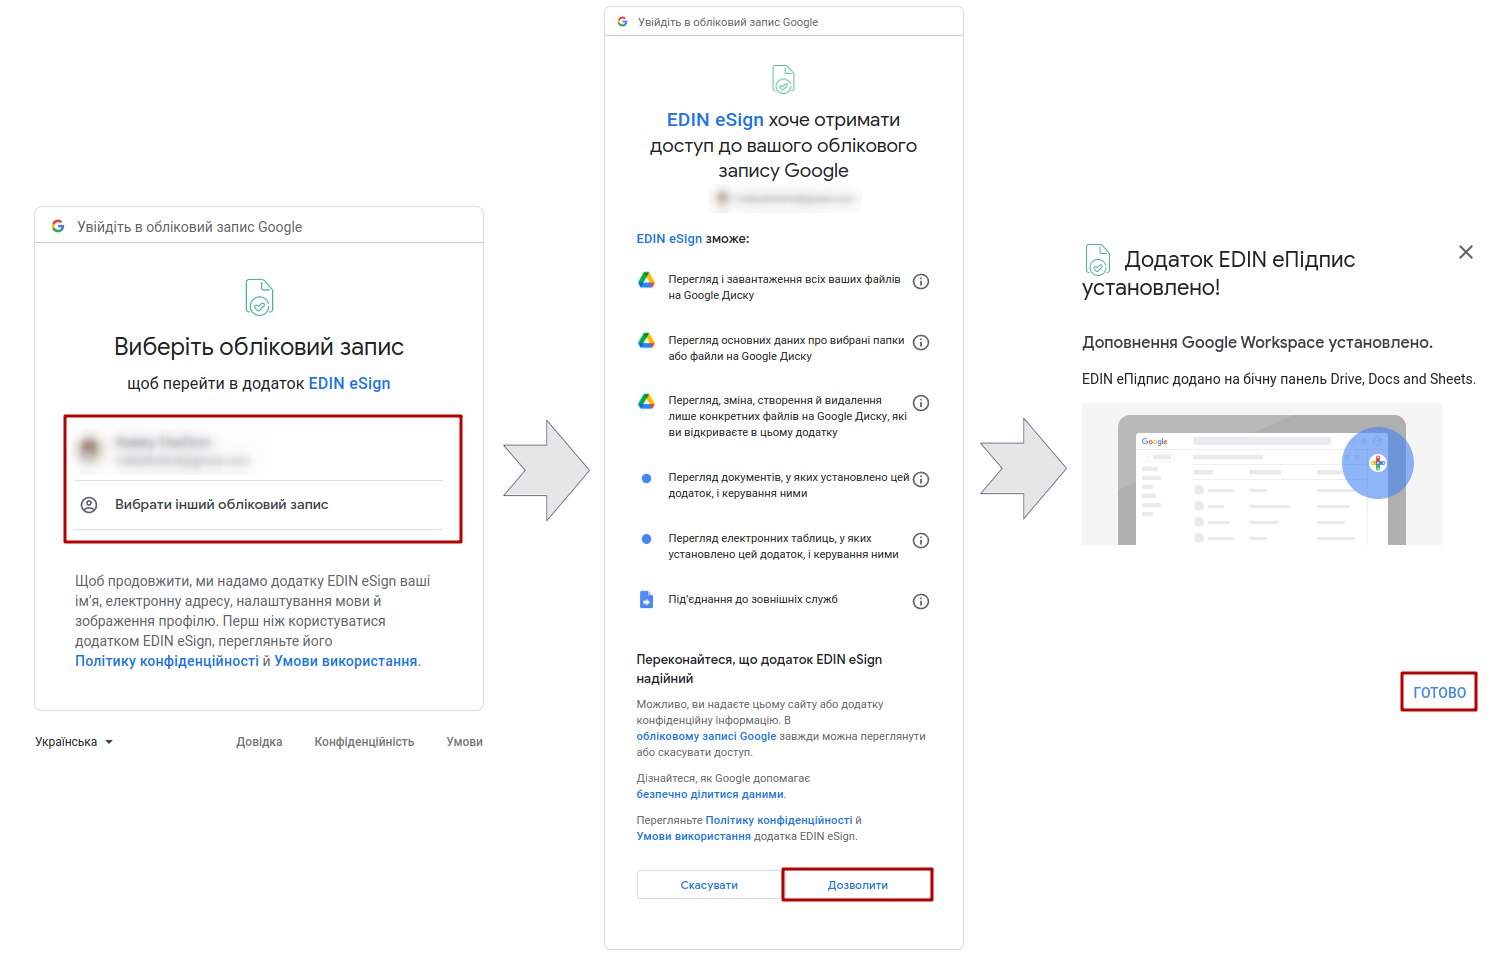 Увійдіть в обліковий запис Google
Виберіть обліковий запис
щоб перейти в додаток EDIN eSign
Вибрати інший обліковий запис
Щоб продовжити, ми надамо додатку EDIN eSign ваші
ім’я, електронну адресу, налаштування мови й
зображення профілю. Перш ніж користуватися
додатком EDIN eSign, перегляньте його
Політику конфіденційності й Умови використання.
Українська
Довідка
Конфіденційність
Умови
Увійдіть в обліковий запис Google
EDIN eSign хоче отримати
доступ до вашого облікового
запису Google
EDIN eSign зможе:
Перегляд і завантаження всіх ваших файлів
на Google Диску
Перегляд основних даних про вибрані папки
або файли на Google Диску
Перегляд, зміна, створення й видалення
лише конкретних файлів на Google Диску, які
ви відкриваєте в цьому додатку
Перегляд документів, у яких установлено цей
додаток, і керування ними
Перегляд електронних таблиць, у яких
установлено цей додаток, і керування ними
Під’єднання до зовнішніх служб
Переконайтеся, що додаток EDIN eSign
надійний
Можливо, ви надаєте цьому сайту або додатку
конфіденційну інформацію. В
обліковому записі Google завжди можна переглянути
або скасувати доступ.
Дізнайтеся, як Google допомагає
безпечно ділитися даними.
Перегляньте Політику конфіденційності й
Умови використання додатка EDIN eSign.
Скасувати
Дозволити
Додаток EDIN еПідпис
установлено!
Доповнення Google Workspace установлено.
EDIN еПідпис додано на бічну панель Drive, Docs and Sheets.
Google
ГОТОВО